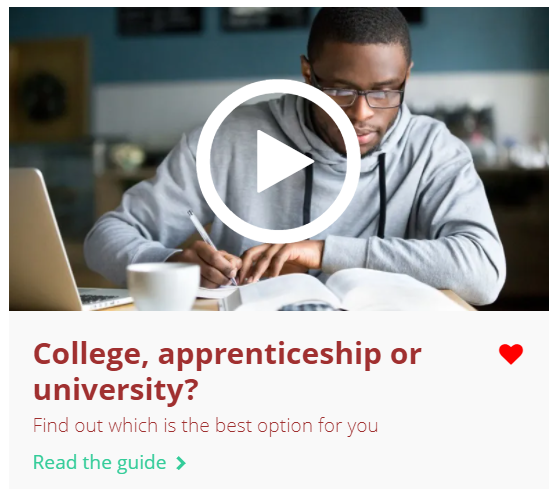 College, apprenticeship or
university?
Find out which is the best option for you
Read the guide